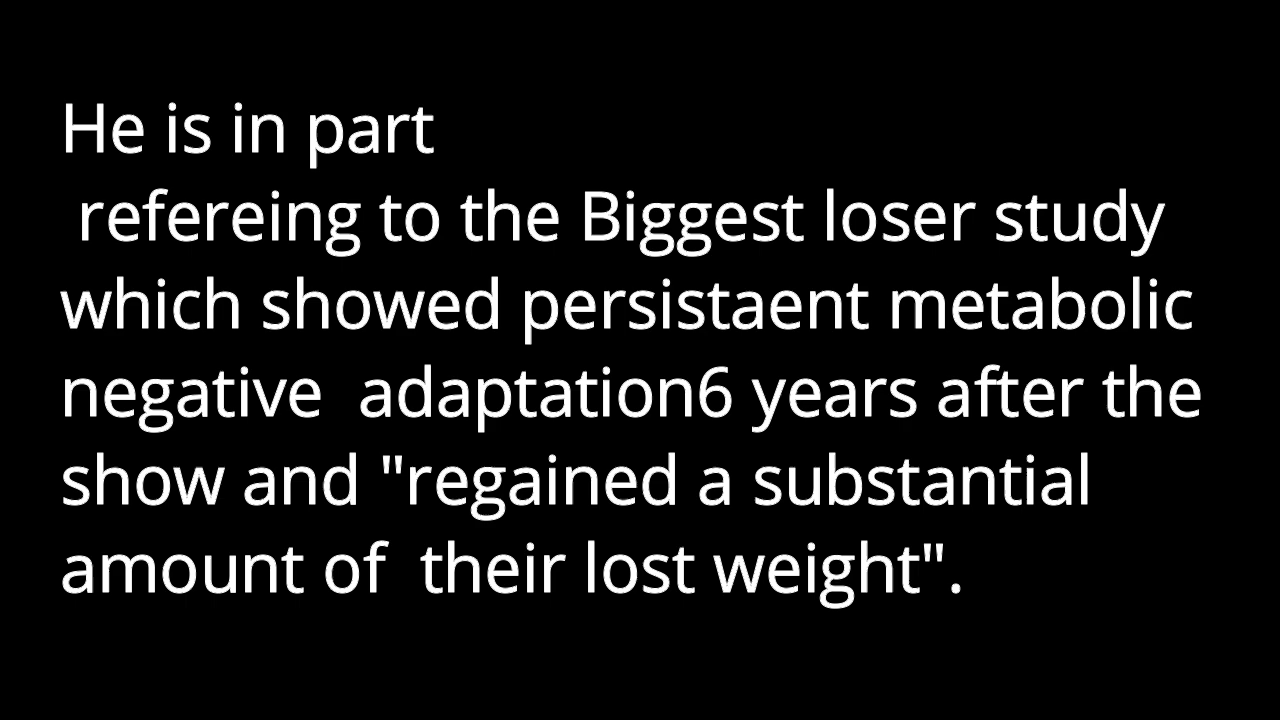 He is in part
refereing to the Biggest loser study
which showed persistaent metabolic
negative  adaptation6 years after the
show and "regained a substantial
amount of  their lost weight".